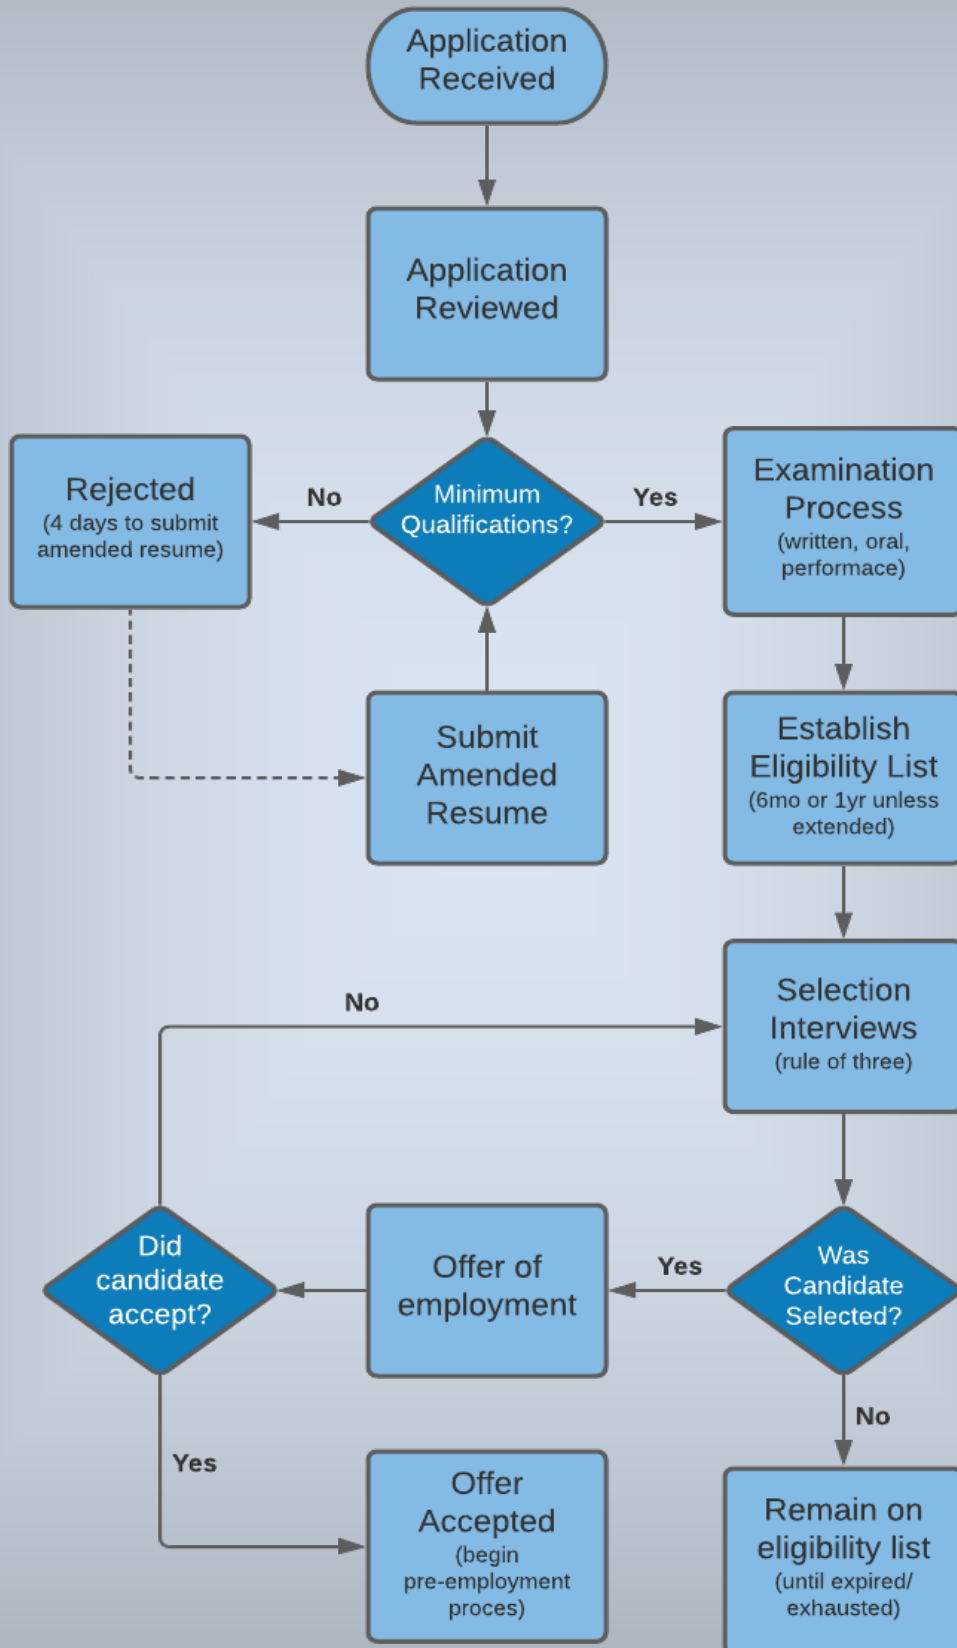 Application
Received
Application
Reviewed
Minimum
Qualifications?
No
Yes
Rejected
(4 days to submit
amended resume)
Examination
Process
(written, oral,
performace)
Submit
Amended
Resume
Establish
Eligibility List
(6mo or 1yr unless
extended)
Selection
Interviews
(rule of three)
No
Was
Candidate
Selected?
Yes
Offer of
employment
Did
candidate
accept?
No
Yes
Offer
Accepted
(begin
pre-employment
proces)
Remain on
eligibility list
(until expired/
exhausted)